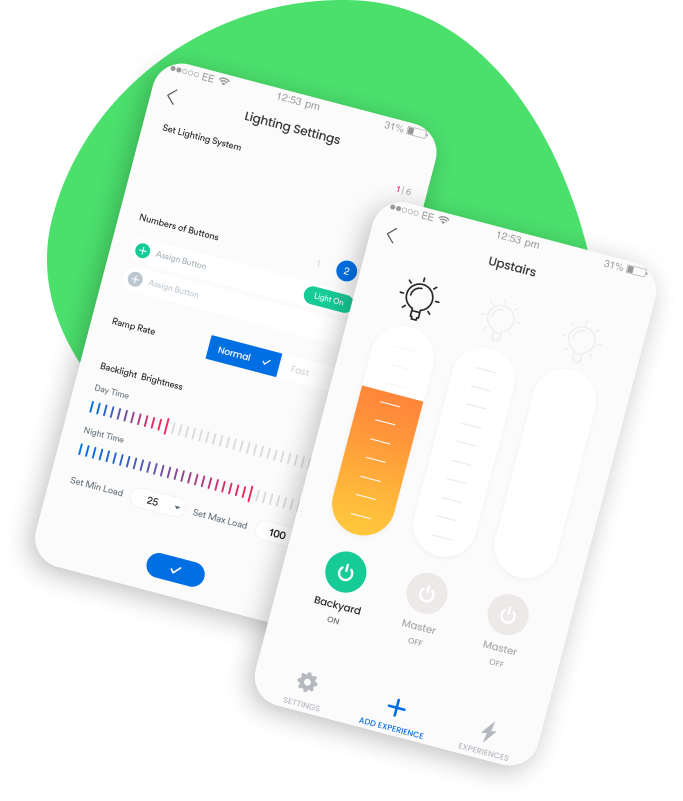 EE 12:53 pm 31%
Lighting Settings
Set Lighting System
1|6
Numbers of Buttons
1 2
Assign Button
Assign Button
Light On
Ramp Rate
Normal Fast
Backlight Brightness
Day Time
Night Time
Set Min Load 25 Set Max Load 100
EE 12:53 pm 31%
Upstairs
Backyard
ON
Master
OFF
Master
OFF
SETTINGS
ADD EXPERIENCE
EXPERIENCES